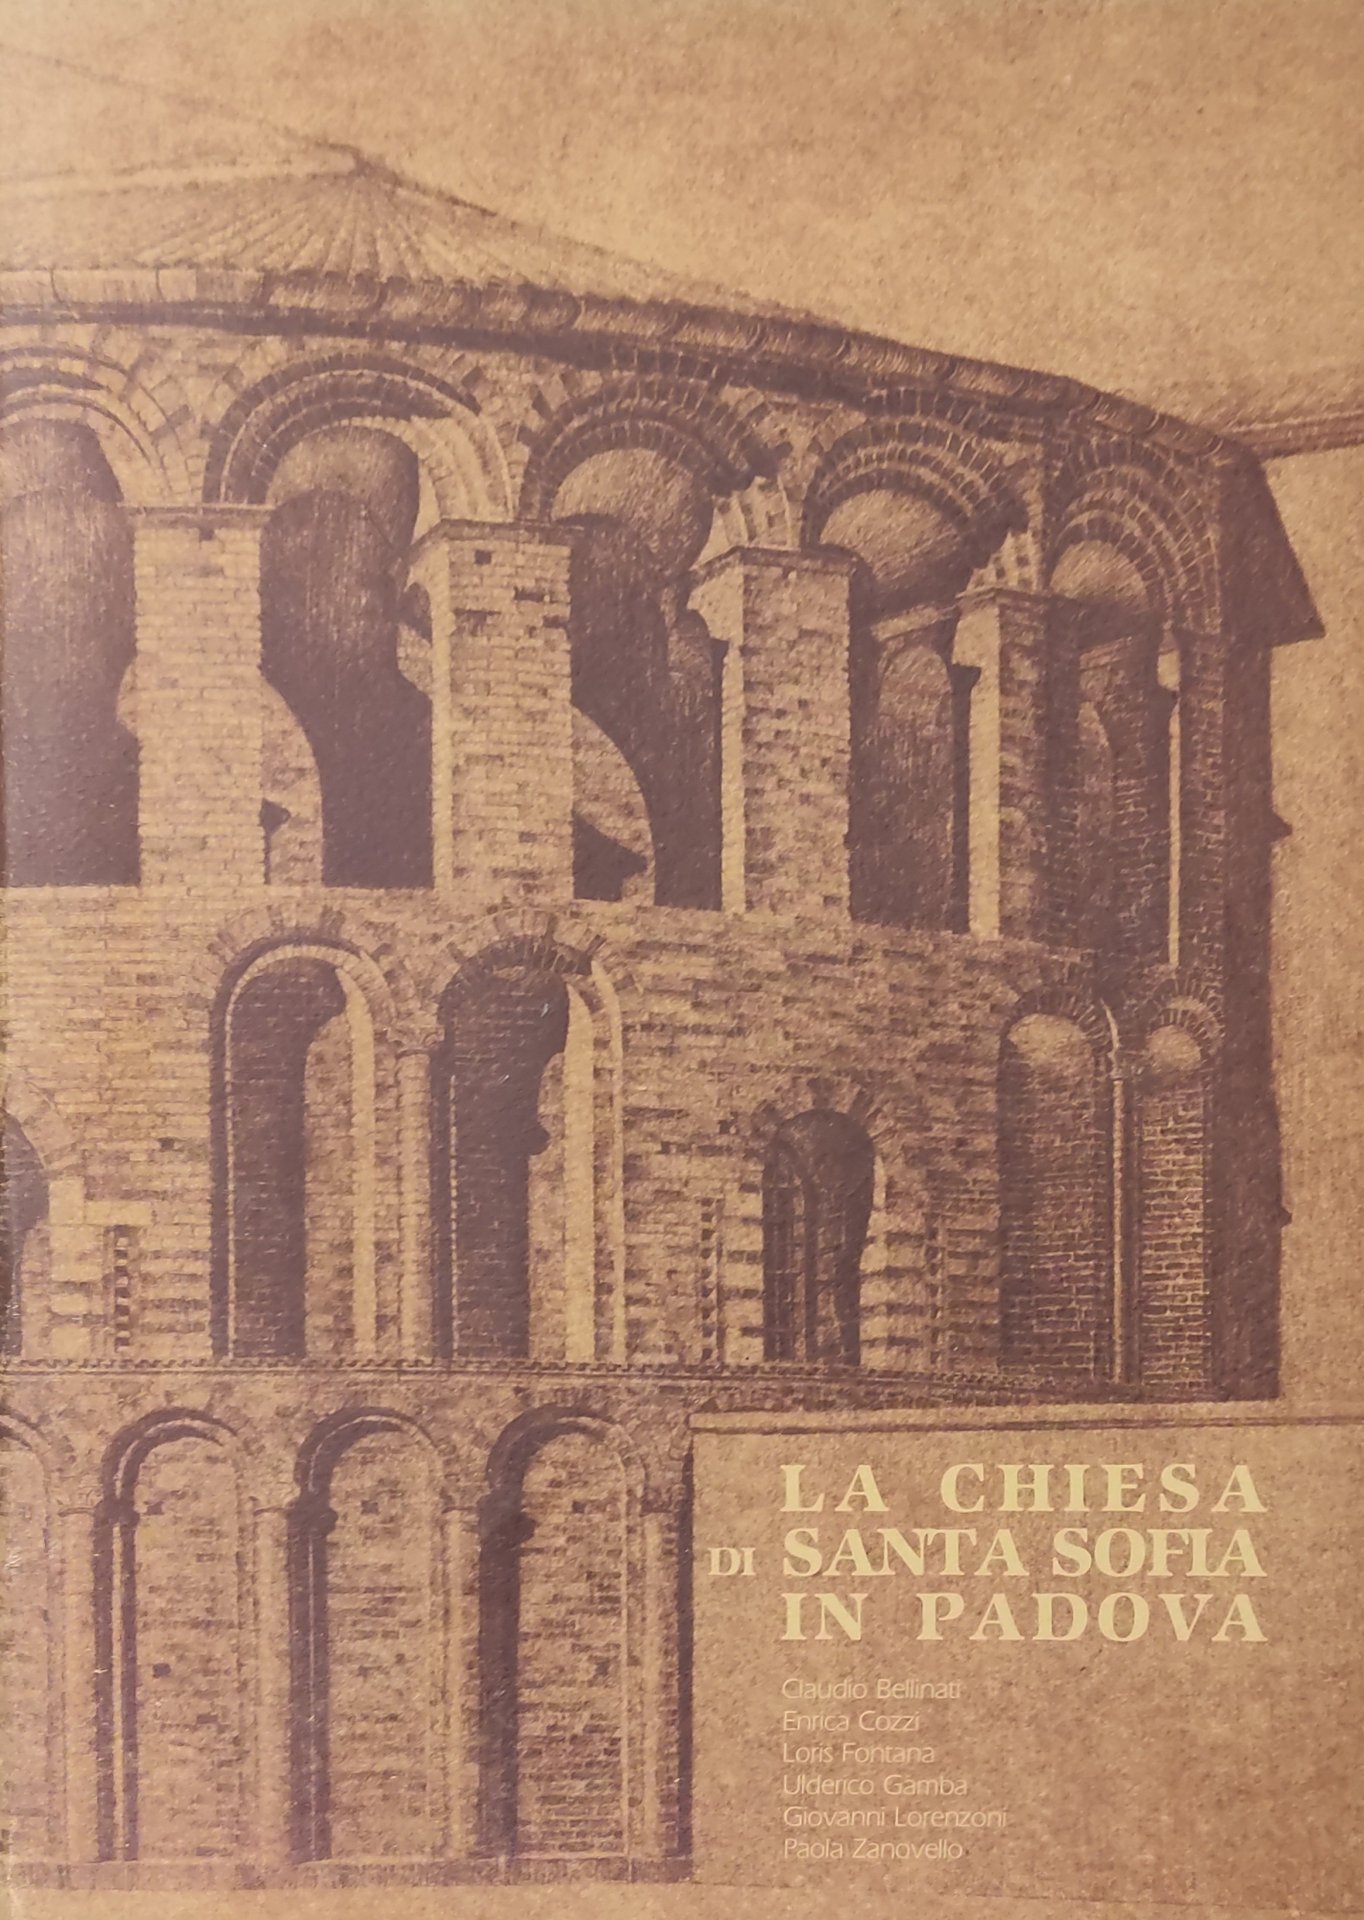 LA CHIESA
DI SANTA SOFIA
IN PADOVA
Claudio Bellinati
Enrica Cozzi
Loris Fontana
Ulderico Gamba
Giovanni Lorenzoni
Paola Zanovello